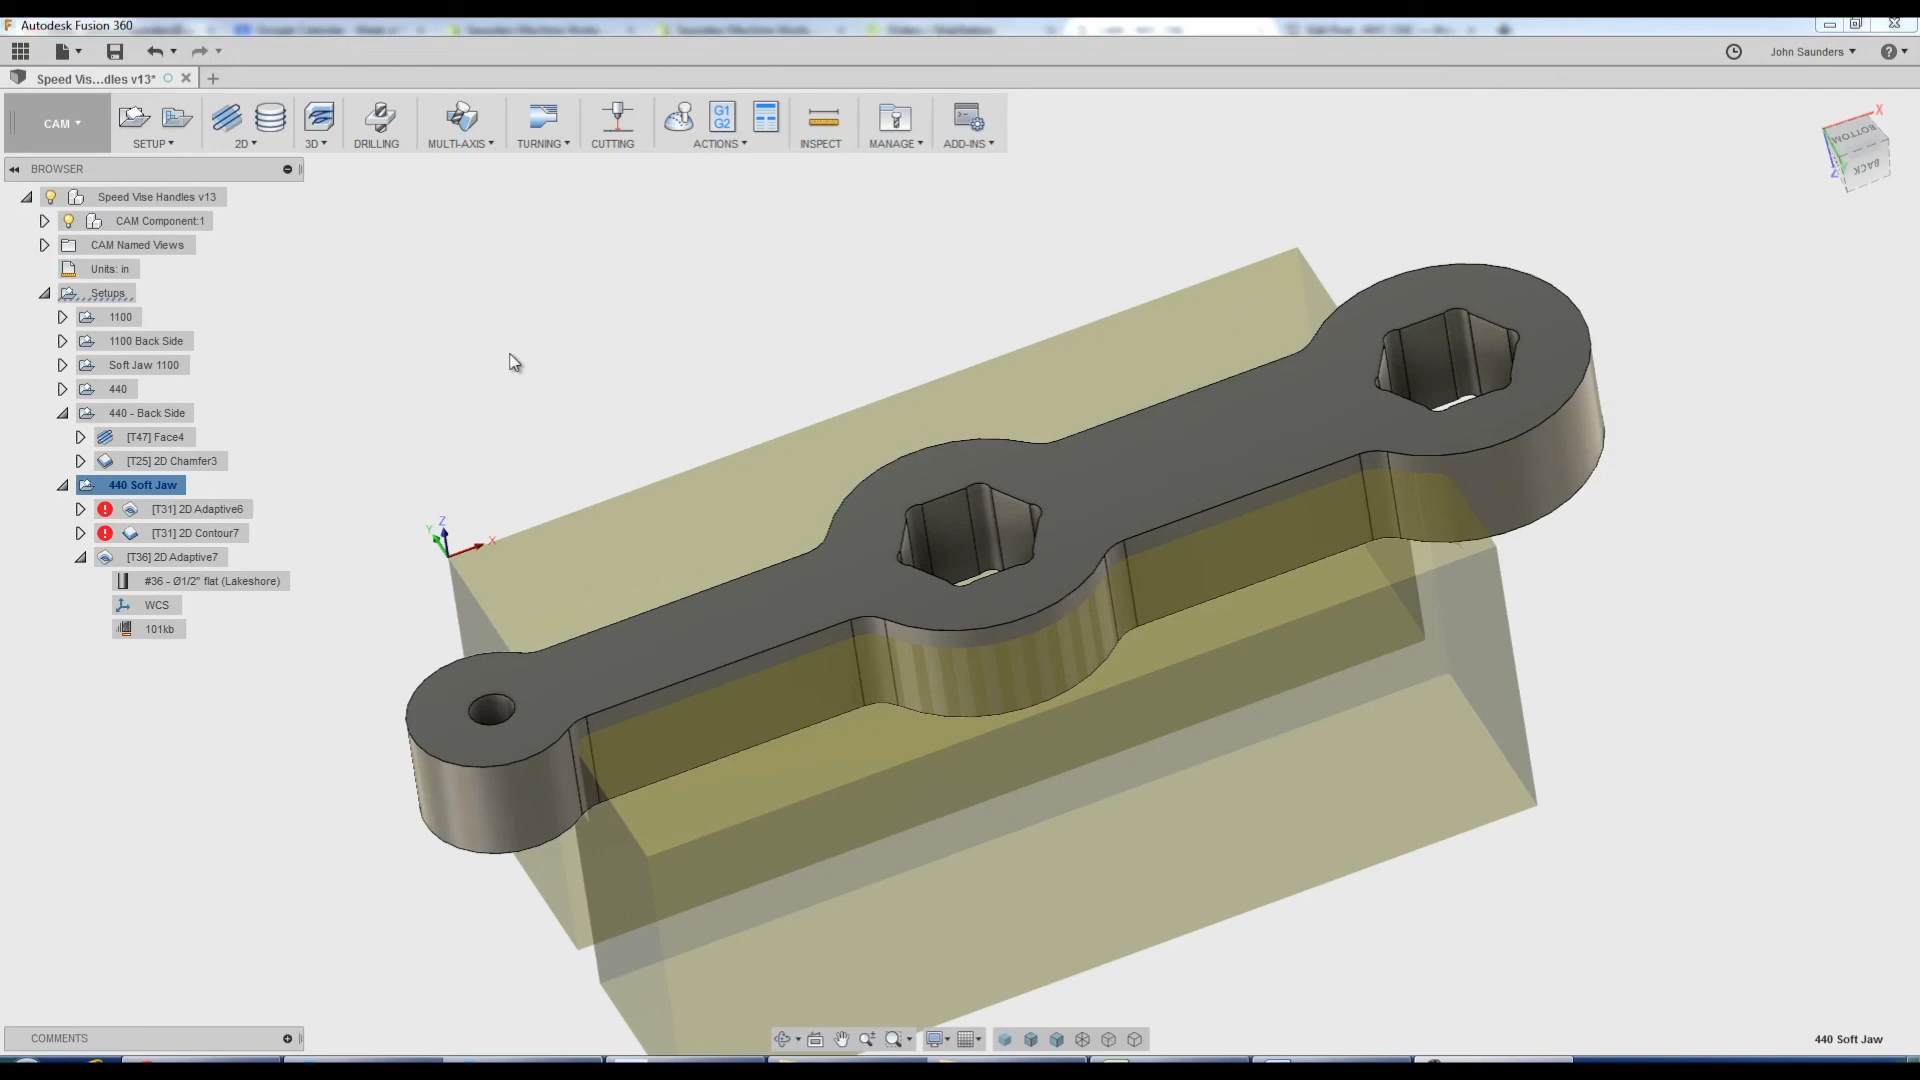 Autodesk Fusion 360
John Saunders
Speed Vis...dles v13*
CAM
SETUP
2D
3D
DRILLING
MULTI-AXIS
TURNING
CUTTING
G1
G2
ACTIONS
INSPECT
MANAGE
ADD-INS
BROWSER
Speed Vise Handles v13
CAM Component:1
CAM Named Views
Units: in
Setups
1100
1100 Back Side
Soft Jaw 1100
440
440 - Back Side
[T47] Face4
[T25] 2D Chamfer3
440 Soft Jaw
[T31] 2D Adaptive6
[T31] 2D Contour7
[T36] 2D Adaptive7
#36 - Ø1/2" flat (Lakeshore)
WCS
101kb
X
BOTTOM
BACK
Z
Z
Y
X
COMMENTS
440 Soft Jaw